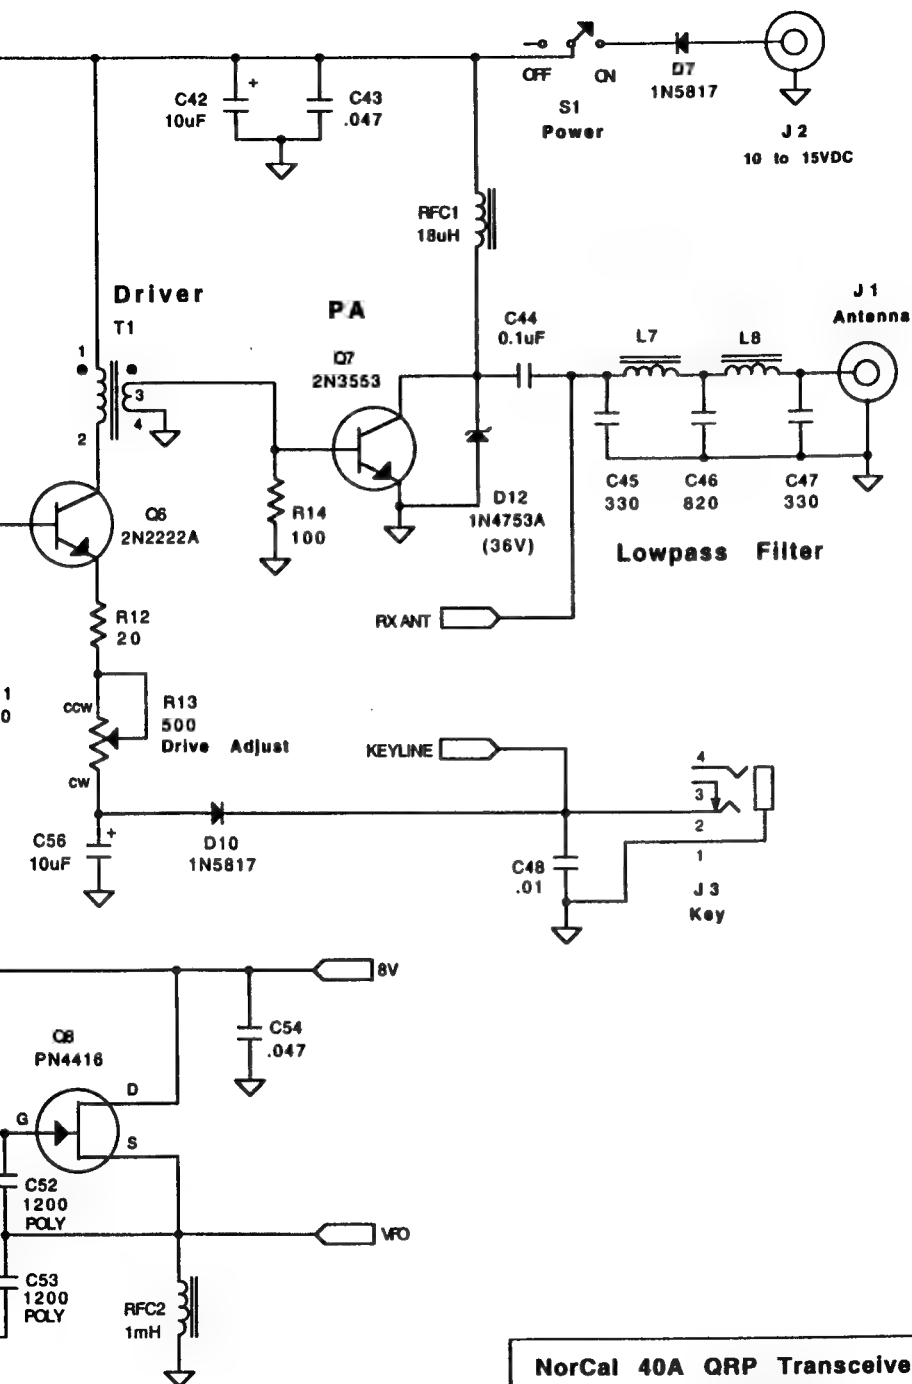 OFF
ON
S1
Power
D7
1N5817
J2
10 to 15VDC
C42
10uF
+
C43
.047
RFC1
18uH
Driver
T1
1
2
3
4
PA
Q7
2N3553
C44
0.1uF
L7
L8
J1
Antenna
Q6
2N2222A
R14
100
D12
1N4753A
(36V)
C45
330
C46
820
C47
330
Lowpass Filter
RX ANT
R12
20
1
0
CCW
R13
500
Drive Adjust
CW
KEYLINE
4
3
2
1
J3
Key
C56
10uF
+
D10
1N5817
C48
.01
8V
Q8
PN4416
C54
.047
D
G
S
C52
1200
POLY
VFO
C53
1200
POLY
RFC2
1mH
NorCal 40A QRP Transceive